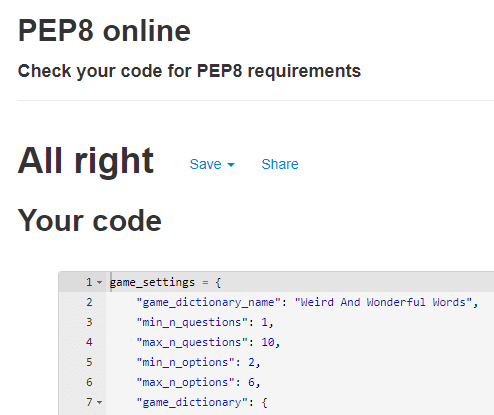 PEP8 online
Check your code for PEP8 requirements
All right Save Share
Your code
1 game_settings = {
2 "game_dictionary_name": "Weird And Wonderful Words",
3 "min_n_questions": 1,
4 "max_n_questions": 10,
5 "min_n_options": 2,
6 "max_n_options": 6,
7 "game_dictionary": {